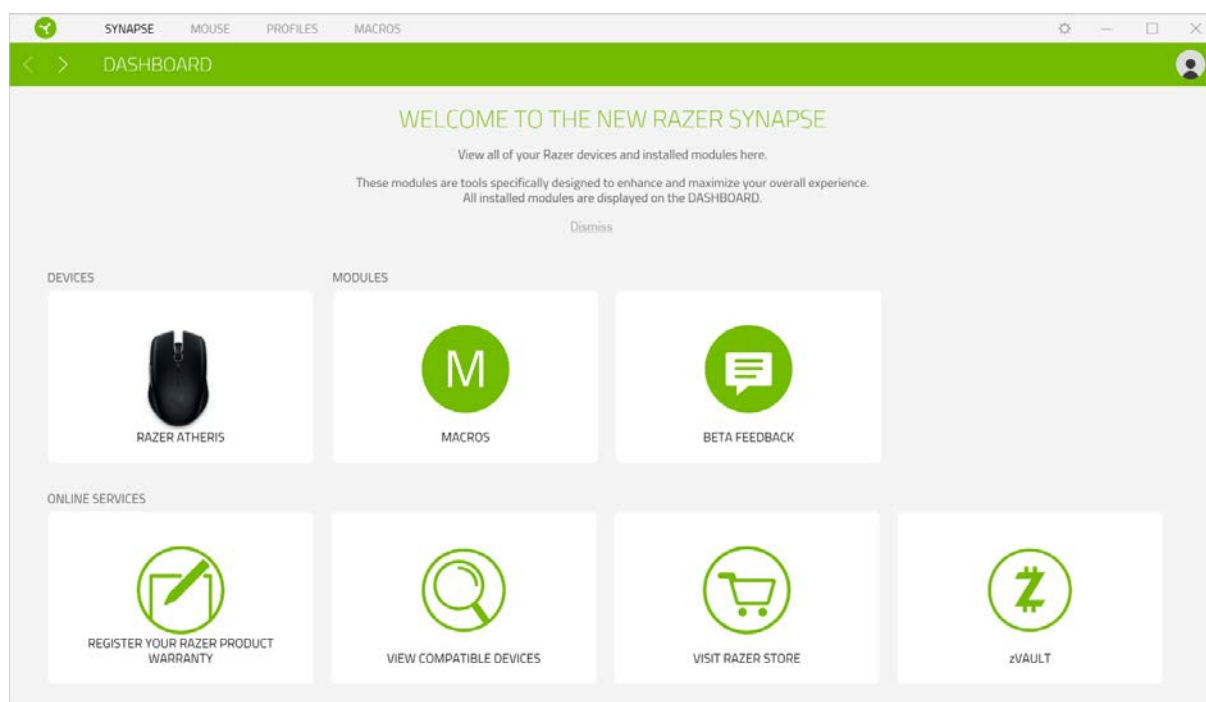 SYNAPSE MOUSE PROFILES MACROS
DASHBOARD
WELCOME TO THE NEW RAZER SYNAPSE
View all of your Razer devices and installed modules here.
These modules are tools specifically designed to enhance and maximize your overall experience.
All installed modules are displayed on the DASHBOARD.
Dismiss
DEVICES MODULES
M
RAZER ATHERIS MACROS BETA FEEDBACK
ONLINE SERVICES
REGISTER YOUR RAZER PRODUCT
WARRANTY
VIEW COMPATIBLE DEVICES
VISIT RAZER STORE
zVAULT